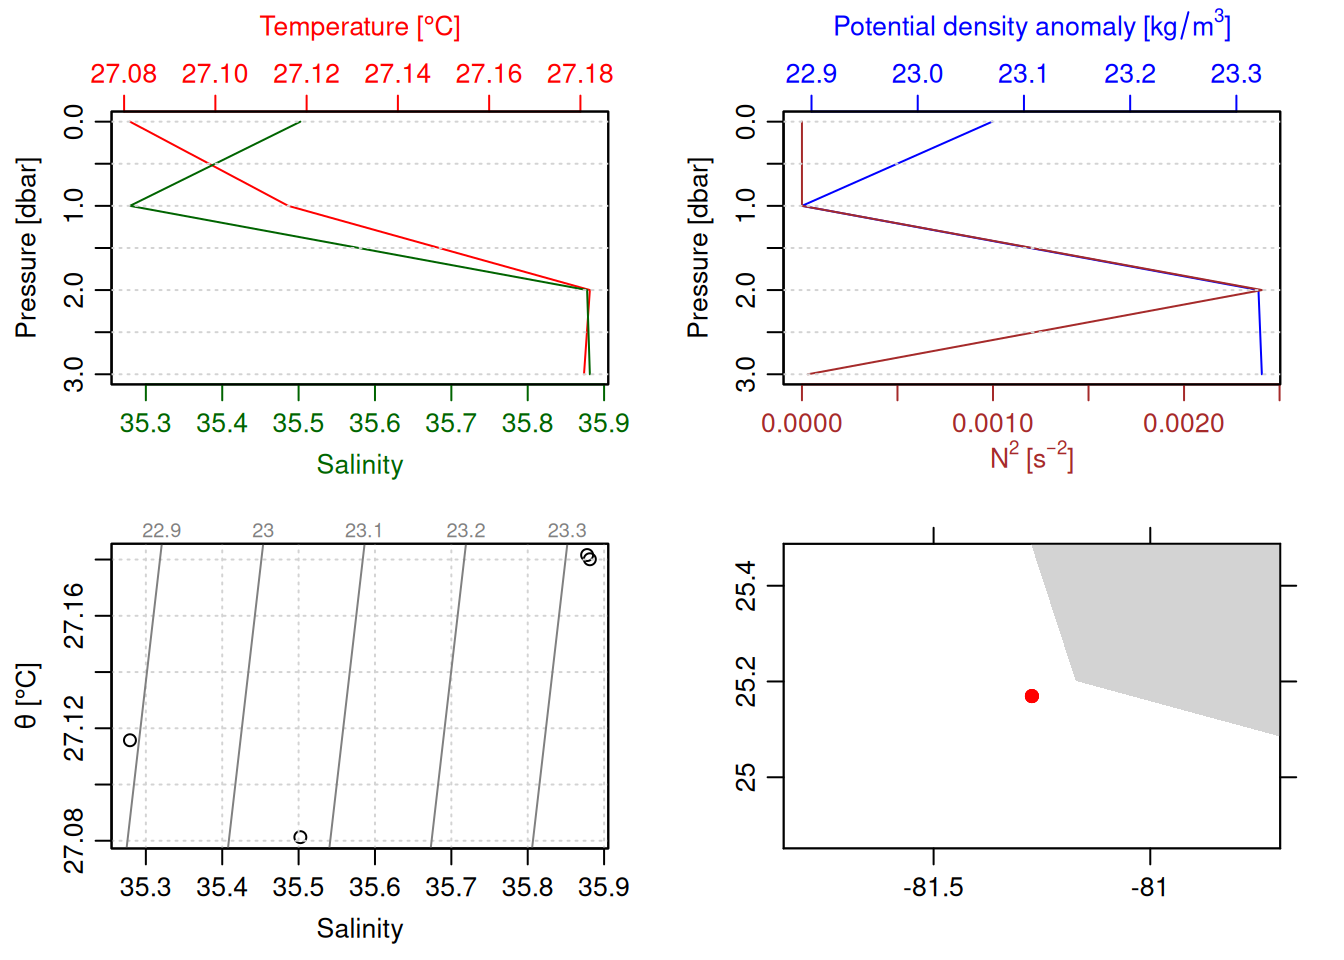 Temperature [°C]
27.08 27.10 27.12 27.14 27.16 27.18
Pressure [dbar]
0.0
1.0
2.0
3.0
35.3 35.4 35.5 35.6 35.7 35.8 35.9
Salinity
Potential density anomaly [kg/m³]
22.9 23.0 23.1 23.2 23.3
Pressure [dbar]
0.0
1.0
2.0
3.0
0.0000 0.0010 0.0020
N² [s⁻²]
22.9 23 23.1 23.2 23.3
θ [°C]
27.16
27.12
27.08
35.3 35.4 35.5 35.6 35.7 35.8 35.9
Salinity
25.4
25.2
25
-81.5 -81